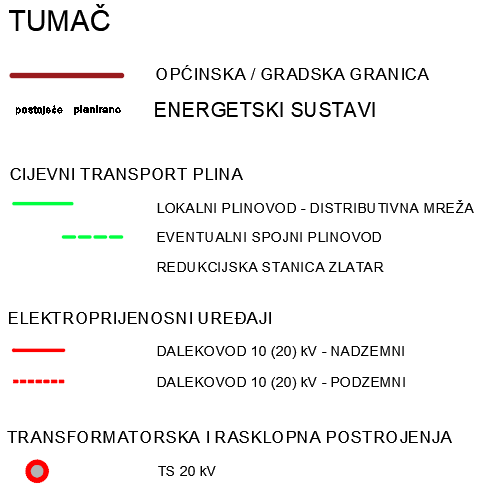 TUMAČ
OPĆINSKA / GRADSKA GRANICA
postojeće planirano ENERGETSKI SUSTAVI
CIJEVNI TRANSPORT PLINA
LOKALNI PLINOVOD - DISTRIBUTIVNA MREŽA
EVENTUALNI SPOJNI PLINOVOD
REDUKCIJSKA STANICA ZLATAR
ELEKTROPRIJENOSNI UREĐAJI
DALEKOVOD 10 (20) kV - NADZEMNI
DALEKOVOD 10 (20) kV - PODZEMNI
TRANSFORMATORSKA I RASKLOPNA POSTROJENJA
TS 20 kV